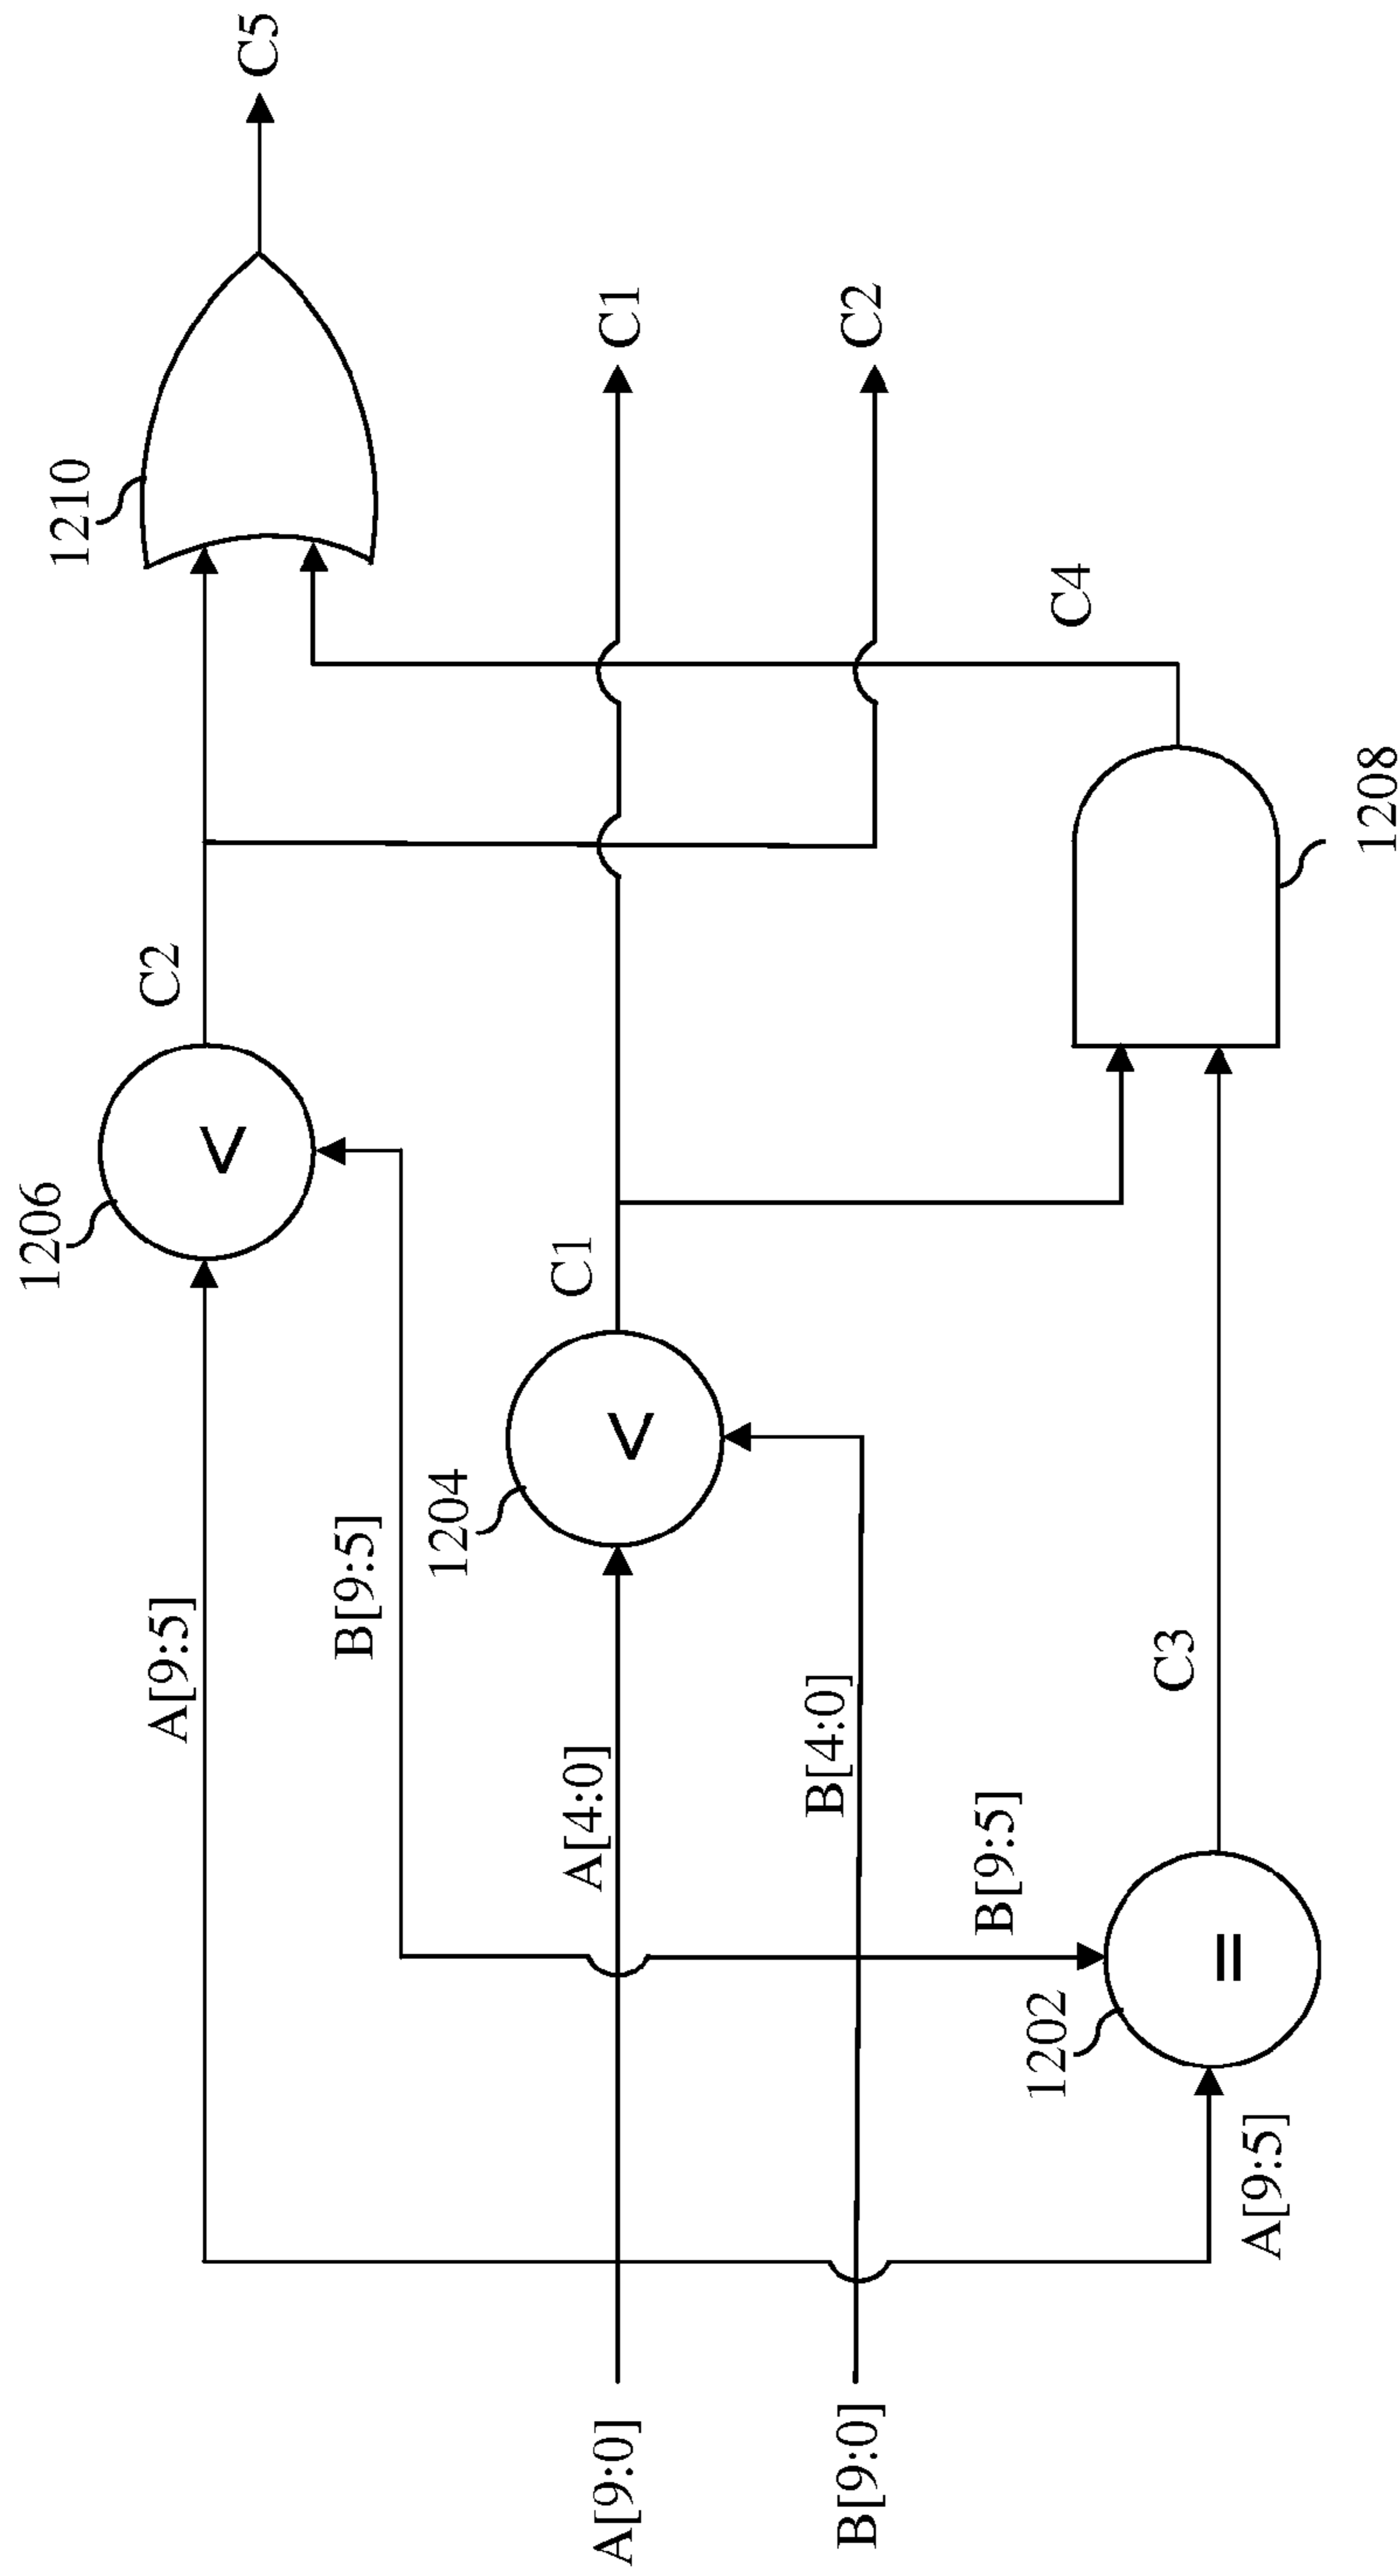 1206
1210
A[9:5]
C2
<
C5
B[9:5]
1204
C1
A[4:0]
A[9:0]
<
C1
B[4:0]
B[9:0]
C2
B[9:5]
1202
C4
C3
=
A[9:5]
1208